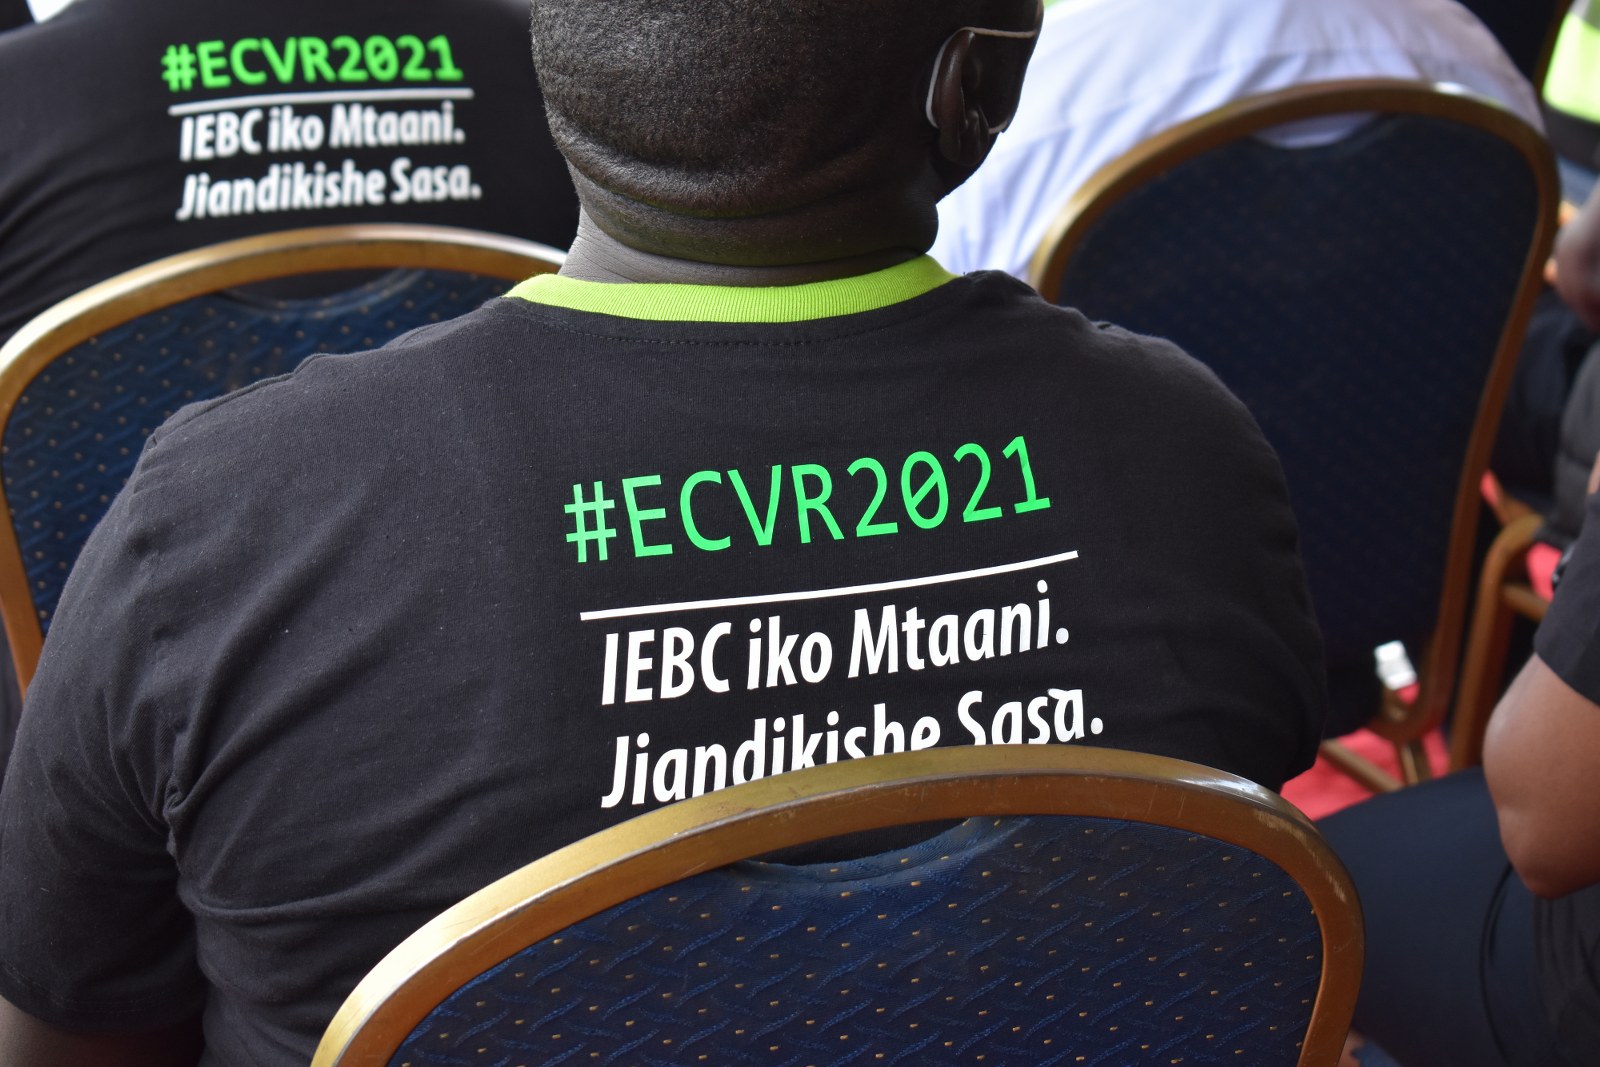 #ECVR2021
IEBC iko Mtaani.
Jiandikishe Sasa.
#ECVR2021
IEBC iko Mtaani.
Jiandikishe Sasa.